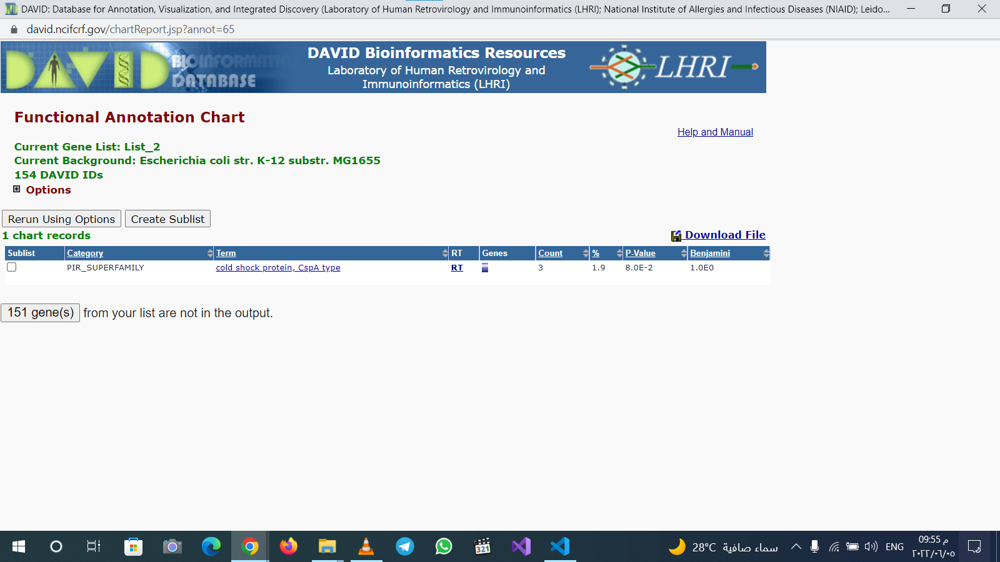 DAVID: Database for Annotation, Visualization, and Integrated Discovery (Laboratory of Human Retrovirology and Immunoinformatics (LHRI); National Institute of Allergies and Infectious Diseases (NIAID); Leido...
david.ncifcrf.gov/chartReport.jsp?annot=65
DAVID BIOINFORMATICS
DATABASE
DAVID Bioinformatics Resources
Laboratory of Human Retrovirology and
Immunoinformatics (LHRI)
LHRI
Functional Annotation Chart
Help and Manual
Current Gene List: List_2
Current Background: Escherichia coli str. K-12 substr. MG1655
154 DAVID IDs
Options
Rerun Using Options Create Sublist
1 chart records Download File
Sublist Category Term RT Genes Count % P-Value Benjamini
PIR_SUPERFAMILY cold shock protein, CspA type RT 3 1.9 8.0E-2 1.0E0
151 gene(s) from your list are not in the output.
321
28°C سماء صافية ENG
09:55 م
٢٠٢٢/٠٦/٠٥